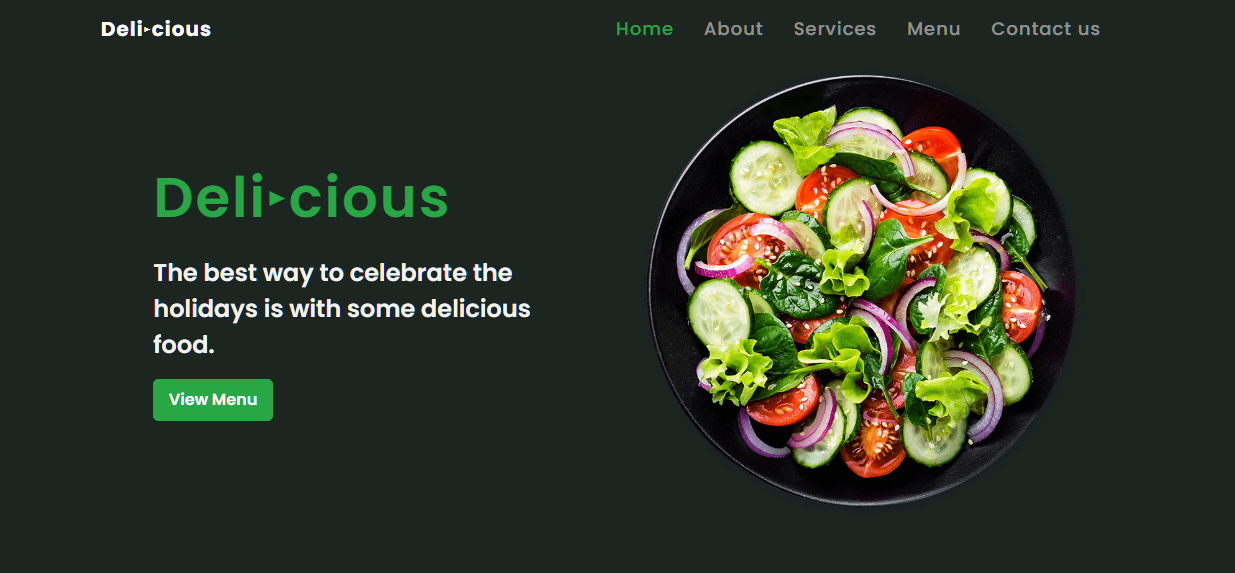 Deli‣cious
Home About Services Menu Contact us
Deli‣cious
The best way to celebrate the
holidays is with some delicious
food.
View Menu